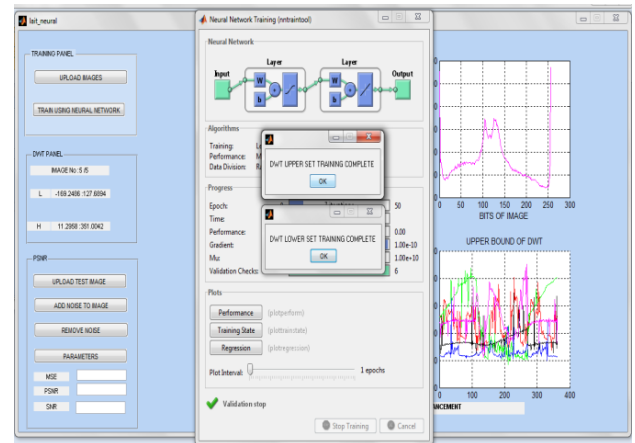 lait_neural
TRAINING PANEL
UPLOAD IMAGES
TRAIN USING NEURAL NETWORK
DWT PANEL
IMAGE No: 5 /5
L -169.2466 :127.6894
H 11.2958 :351.0042
PSNR
UPLOAD TEST IMAGE
ADD NOISE TO IMAGE
REMOVE NOISE
PARAMETERS
MSE
PSNR
SNR
Neural Network Training (nntraintool)
Neural Network
Layer Layer
Input Output
W W
b b
Algorithms
Training:
Performance:
Data Division:
DWT UPPER SET TRAINING COMPLETE
OK
Progress
Epoch: 50
Time:
Performance: 0.00
Gradient: 1.00e-10
Mu: 1.00e+10
Validation Checks: 6
DWT LOWER SET TRAINING COMPLETE
OK
Plots
Performance (plotperform)
Training State (plottrainstate)
Regression (plotregression)
Plot Interval: 1 epochs
Validation stop
Stop Training Cancel
0 50 100 150 200 250 300
BITS OF IMAGE
UPPER BOUND OF DWT
0 100 200 300 400